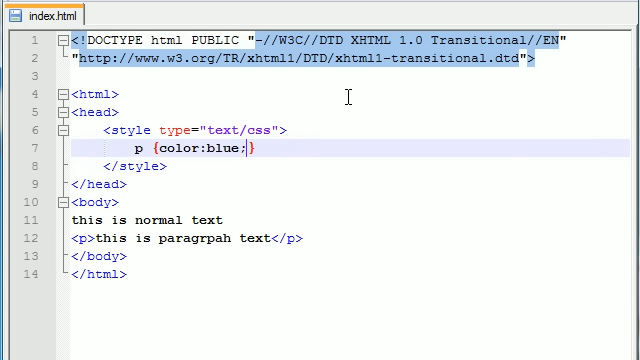 index.html
1 <!DOCTYPE html PUBLIC "-//W3C//DTD XHTML 1.0 Transitional//EN"
2 "http://www.w3.org/TR/xhtml1/DTD/xhtml1-transitional.dtd">
3
4 <html>
5 <head>
6 <style type="text/css">
7 p {color:blue;}
8 </style>
9 </head>
10 <body>
11 this is normal text
12 <p>this is paragrpah text</p>
13 </body>
14 </html>